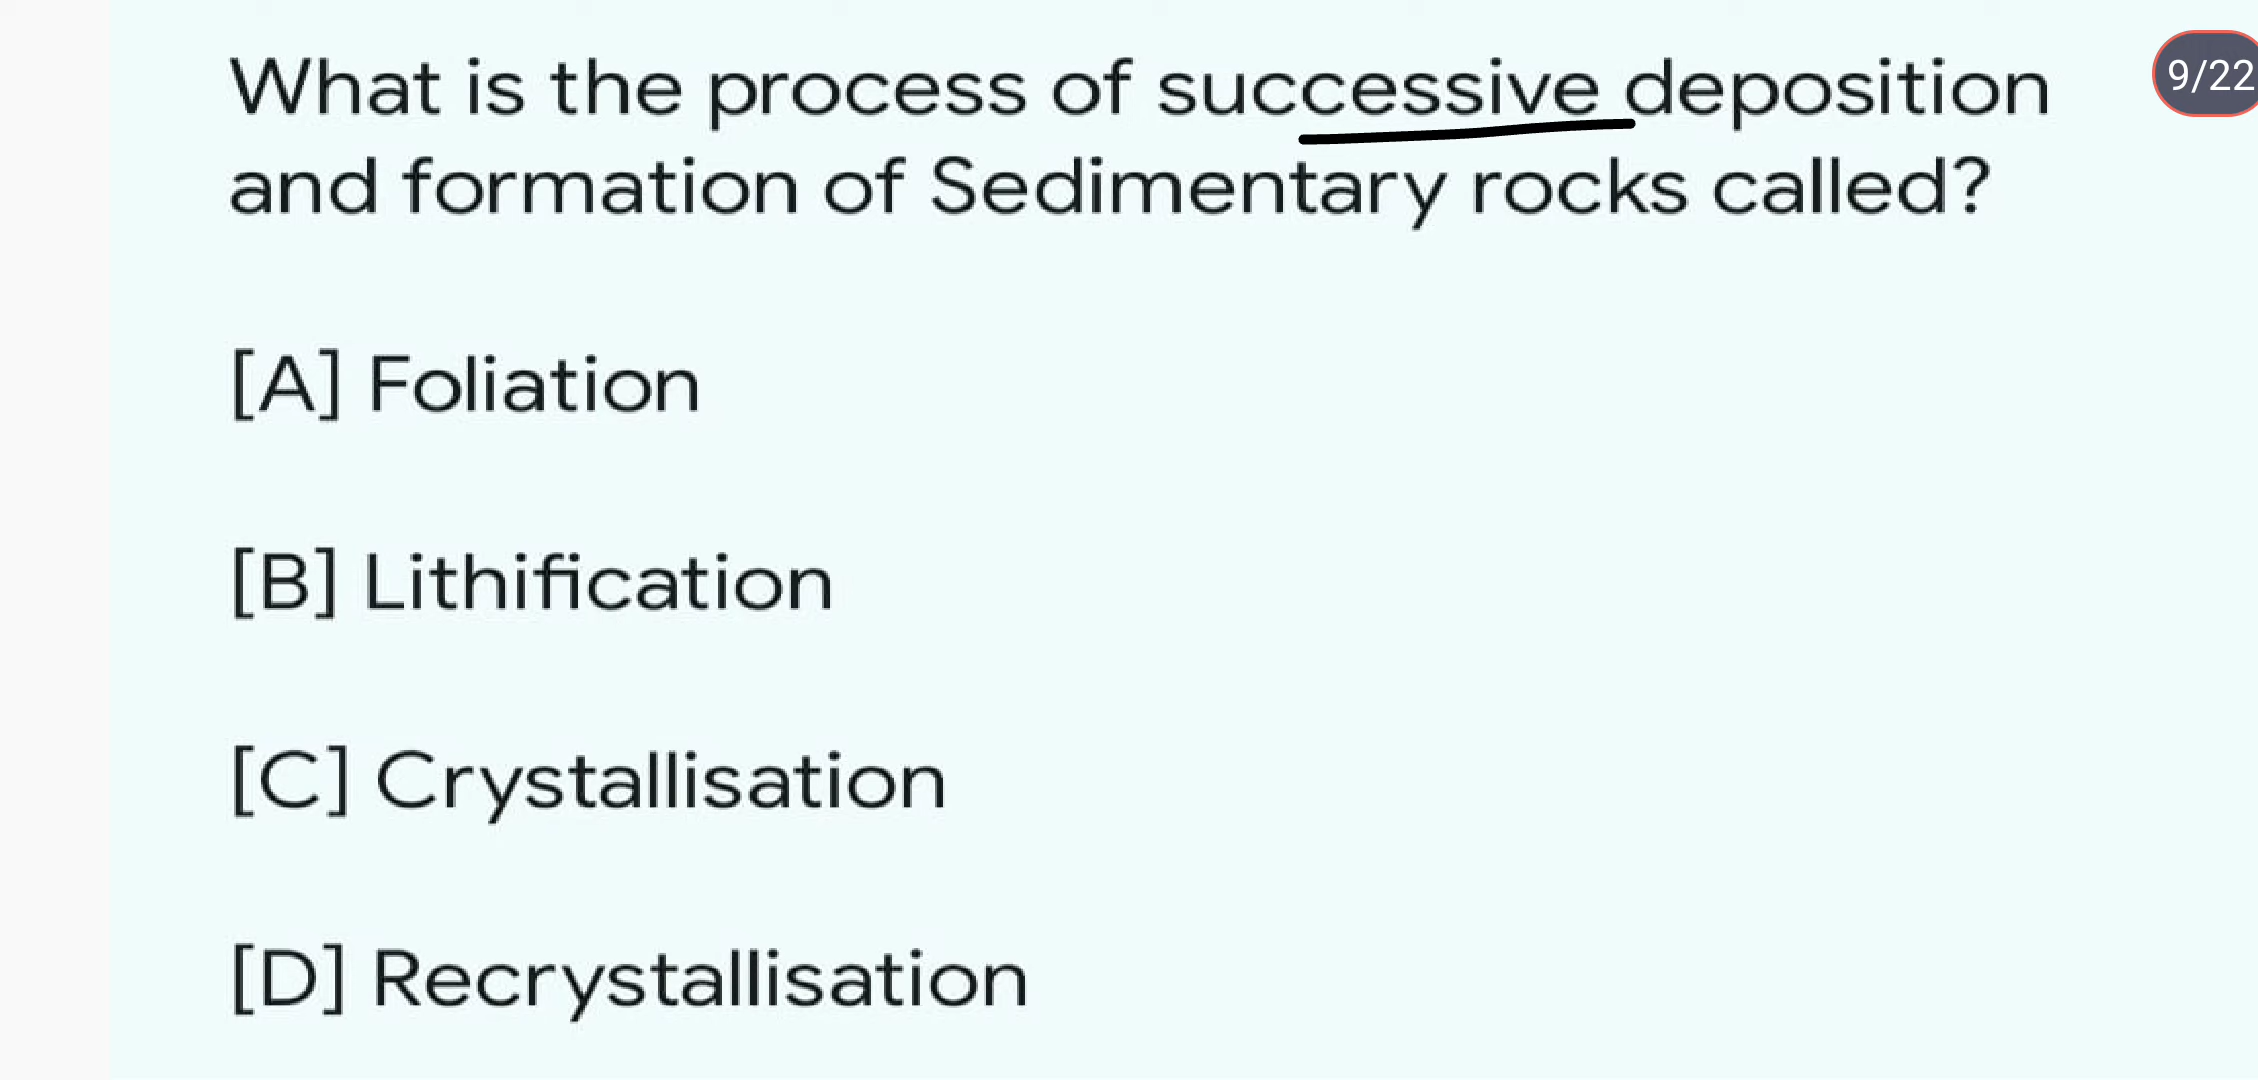 What is the process of successive deposition
and formation of Sedimentary rocks called?
9/22
[A] Foliation
[B] Lithification
[C] Crystallisation
[D] Recrystallisation